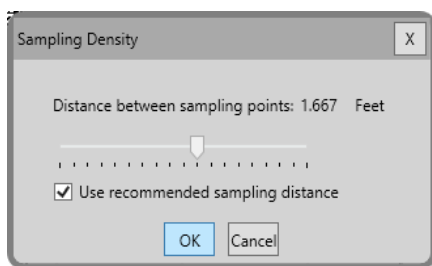 Sampling Density X
Distance between sampling points: 1.667 Feet
Use recommended sampling distance
OK Cancel